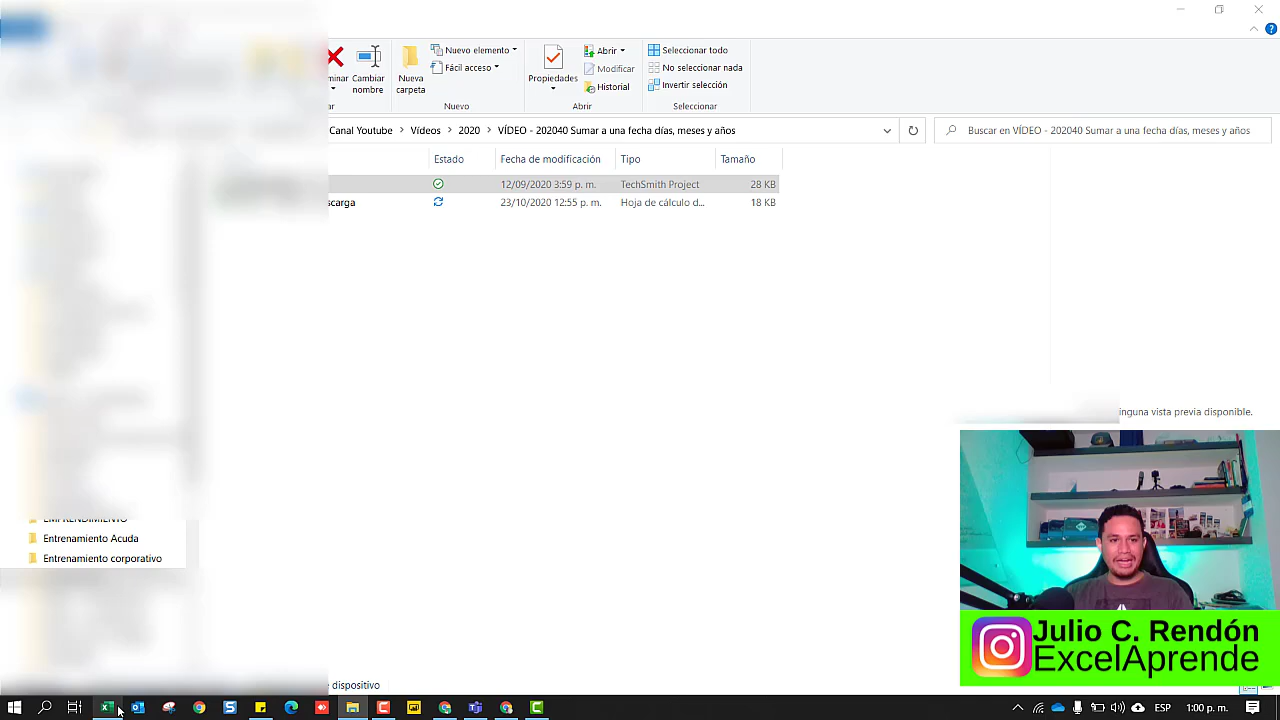 Cambiar nombre
Nueva carpeta
Nuevo elemento
Fácil acceso
Nuevo
Propiedades
Abrir
Modificar
Historial
Abrir
Seleccionar todo
No seleccionar nada
Invertir selección
Seleccionar
Canal Youtube > Vídeos > 2020 > VÍDEO - 202040 Sumar a una fecha días, meses y años
Buscar en VÍDEO - 202040 Sumar a una fecha días, meses y años
Estado Fecha de modificación Tipo Tamaño
12/09/2020 3:59 p. m. TechSmith Project 28 KB
scarga 23/10/2020 12:55 p. m. Hoja de cálculo d... 18 KB
inguna vista previa disponible.
EMPRENDIMIENTO
Entrenamiento Acuda
Entrenamiento corporativo
Julio C. Rendón
ExcelAprende
dispositivo
ESP 1:00 p. m.